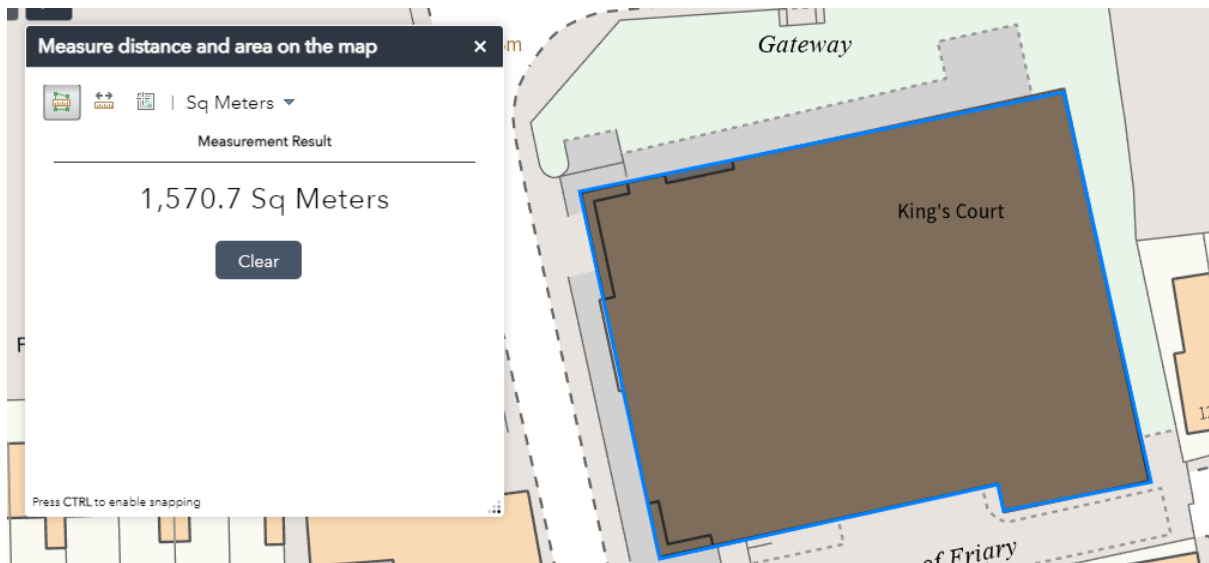 Measure distance and area on the map
Sq Meters
Measurement Result
1,570.7 Sq Meters
Clear
Press CTRL to enable snapping
Gateway
King's Court
of Friary